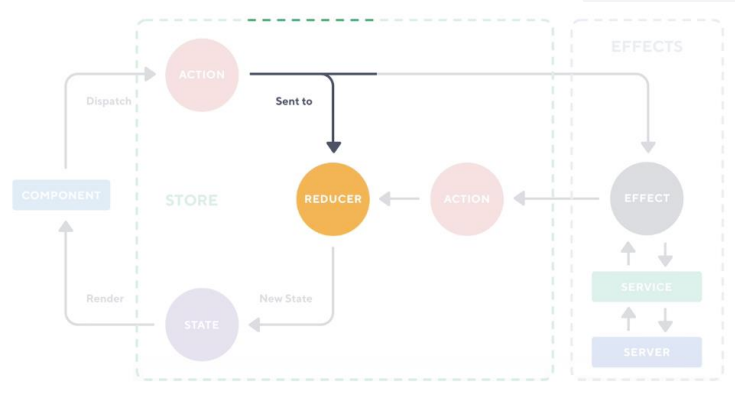 EFFECTS
ACTION
Dispatch
Sent to
COMPONENT
STORE
REDUCER
ACTION
EFFECT
SERVICE
Render
New State
STATE
SERVER